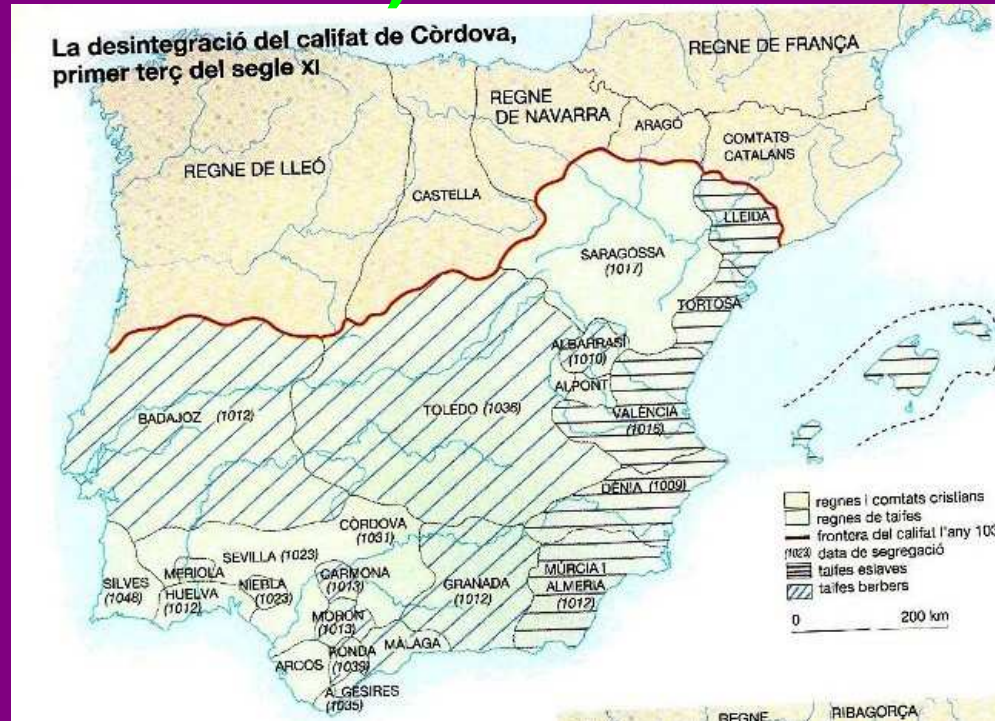 La desintegració del califat de Còrdova,
primer terç del segle XI
REGNE DE FRANÇA
REGNE
DE NAVARRA
ARAGÓ
COMTATS
CATALANS
REGNE DE LLEÓ
CASTELLA
LLEIDA
SARAGOSSA
(1017)
TORTOSA
ALBARRASÍ
(1010)
ALPONT
BADAJOZ (1012)
TOLEDO (1036)
VALÈNCIA
(1015)
DÉNIA (1009)
CÒRDOVA
(1031)
SEVILLA (1023)
MERIOLA
SILVES
(1048)
HUELVA
(1012)
NIEBLA
(1023)
CARMONA
(1013)
GRANADA
(1012)
MÚRCIA I
ALMERIA
(1012)
MORÓN
(1013)
MÀLAGA
ARCOS
RONDA
(1039)
ALGESIRES
(1035)
regnes i comtats cristians
regnes de taifes
frontera del califat l'any 103
(1023) data de segregació
taifes eslaves
taifes berbers
0 200 km
REGNE
RIBAGORÇA